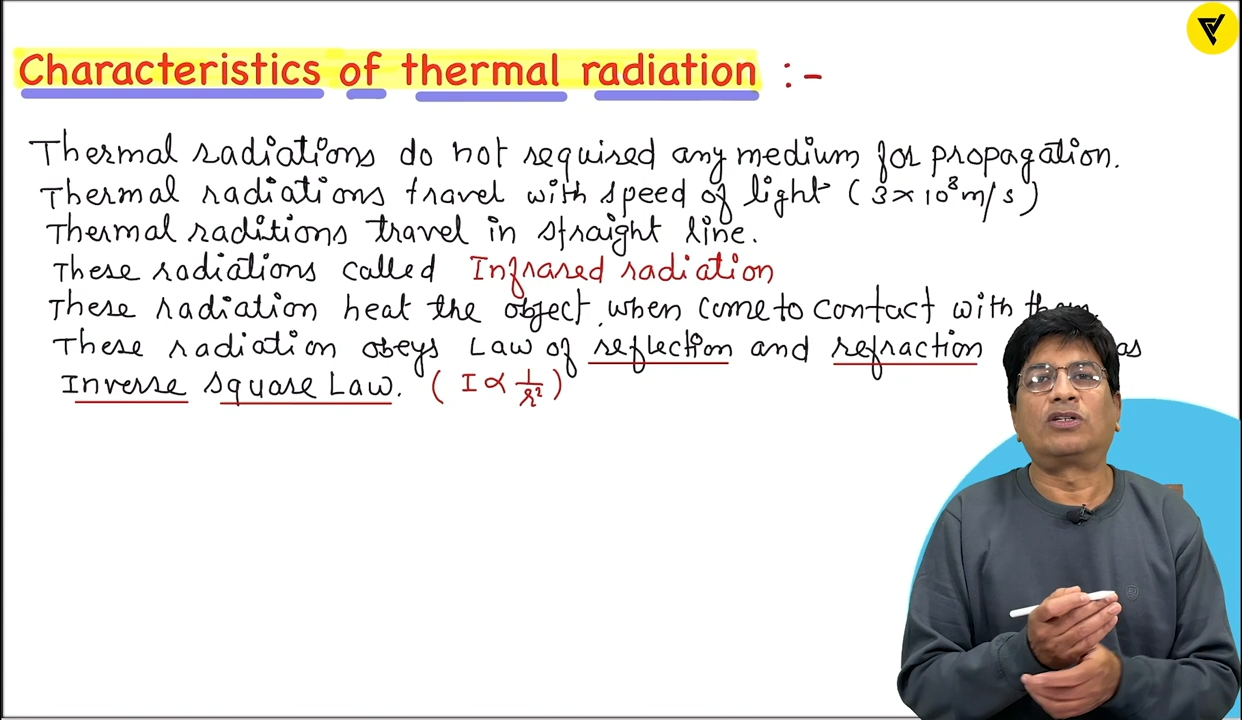 Characteristics of thermal radiation :-
Thermal radiations do not required any medium for propagation.
Thermal radiations travel with speed of light (3×10⁸m/s)
Thermal raditions travel in straight line.
These radiations called Infrared radiation
These radiation heat the object when come to contact with them.
These radiation obeys Law of reflection and refraction as
Inverse Square Law. (I ∝ 1/r²)